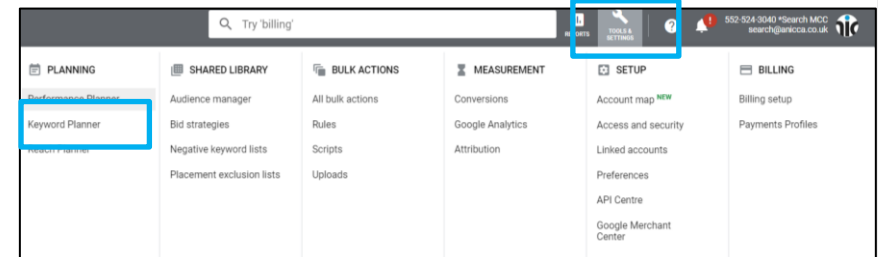 Try 'billing'
REPORTS
TOOLS &
SETTINGS
?
!
552-524-3040 *Search MCC
search@anicca.co.uk
PLANNING
SHARED LIBRARY
BULK ACTIONS
MEASUREMENT
SETUP
BILLING
Performance Planner
Audience manager
All bulk actions
Conversions
Account map NEW
Billing setup
Keyword Planner
Bid strategies
Rules
Google Analytics
Access and security
Payments Profiles
Reach Planner
Negative keyword lists
Scripts
Attribution
Linked accounts
Placement exclusion lists
Uploads
Preferences
API Centre
Google Merchant
Center